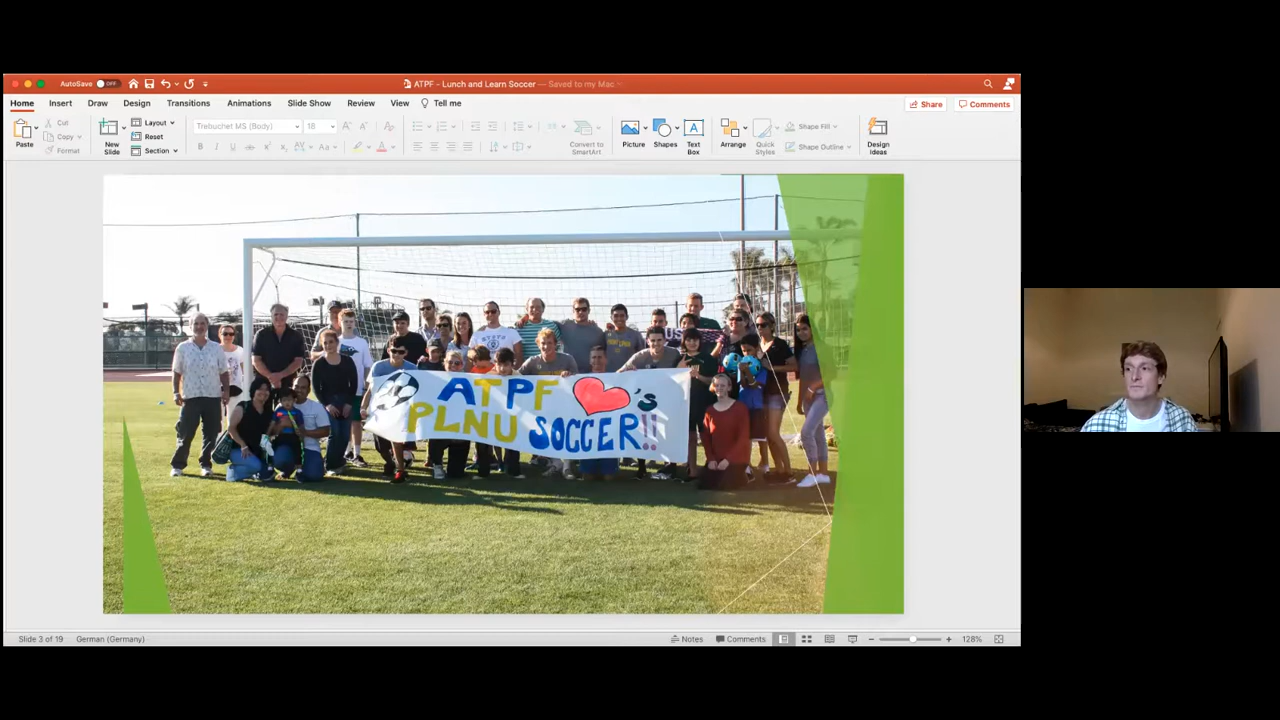 AutoSave OFF
ATPF - Lunch and Learn Soccer — Saved to my Mac
Home Insert Draw Design Transitions Animations Slide Show Review View Tell me
Share Comments
Paste
Cut
Copy
Format
New Slide
Layout
Reset
Section
Trebuchet MS (Body) 18
Convert to SmartArt
Picture
Shapes
Text Box
Arrange
Quick Styles
Shape Fill
Shape Outline
Design Ideas
ATPF 's
PLNU SOCCER!!
Slide 3 of 19 German (Germany)
Notes Comments 128%